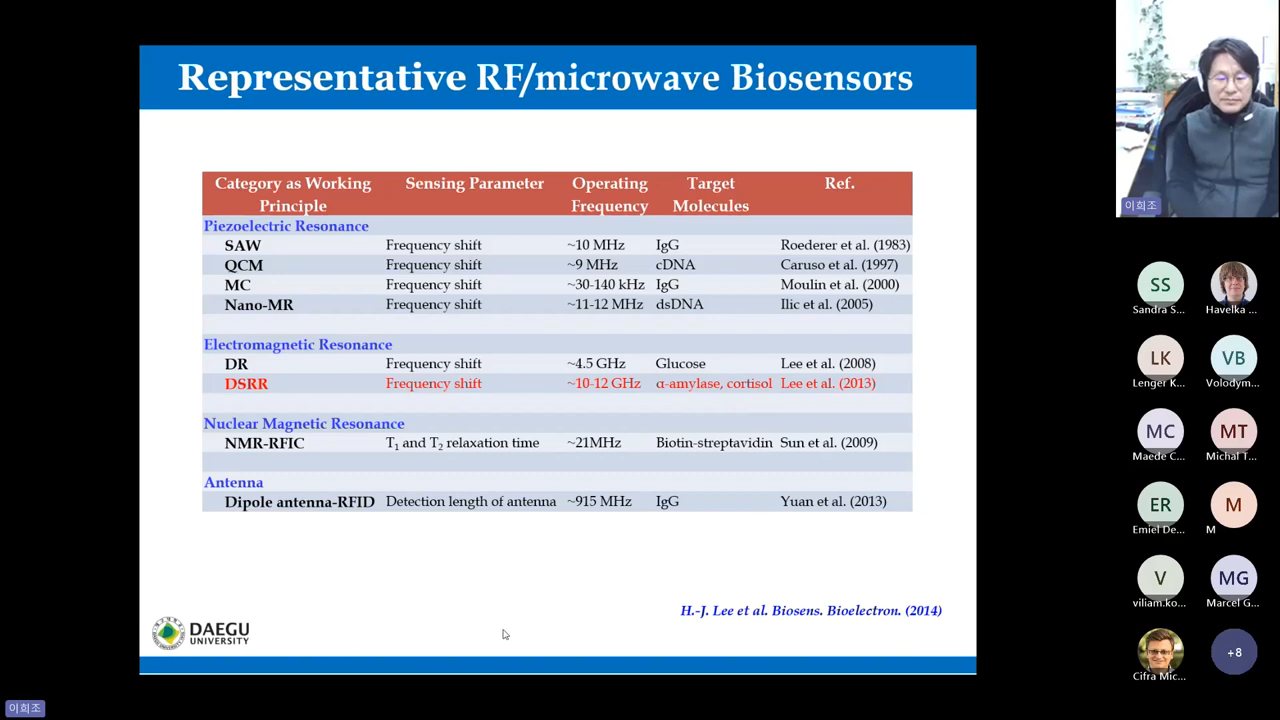 Representative RF/microwave Biosensors
Category as Working Principle Sensing Parameter Operating Frequency Target Molecules Ref.
Piezoelectric Resonance
SAW Frequency shift ~10 MHz IgG Roederer et al. (1983)
QCM Frequency shift ~9 MHz cDNA Caruso et al. (1997)
MC Frequency shift ~30-140 kHz IgG Moulin et al. (2000)
Nano-MR Frequency shift ~11-12 MHz dsDNA Ilic et al. (2005)
Electromagnetic Resonance
DR Frequency shift ~4.5 GHz Glucose Lee et al. (2008)
DSRR Frequency shift ~10-12 GHz α-amylase, cortisol Lee et al. (2013)
Nuclear Magnetic Resonance
NMR-RFIC T₁ and T₂ relaxation time ~21MHz Biotin-streptavidin Sun et al. (2009)
Antenna
Dipole antenna-RFID Detection length of antenna ~915 MHz IgG Yuan et al. (2013)
H.-J. Lee et al. Biosens. Bioelectron. (2014)
DAEGU
UNIVERSITY
이희조
이희조
SS
Sandra S...
Havelka ...
LK
VB
Lenger K...
Volodym...
MC
MT
Maede C...
Michal T...
ER
M
Emiel De...
M
V
MG
viliam.ko...
Marcel G...
Cifra Mic...
+8